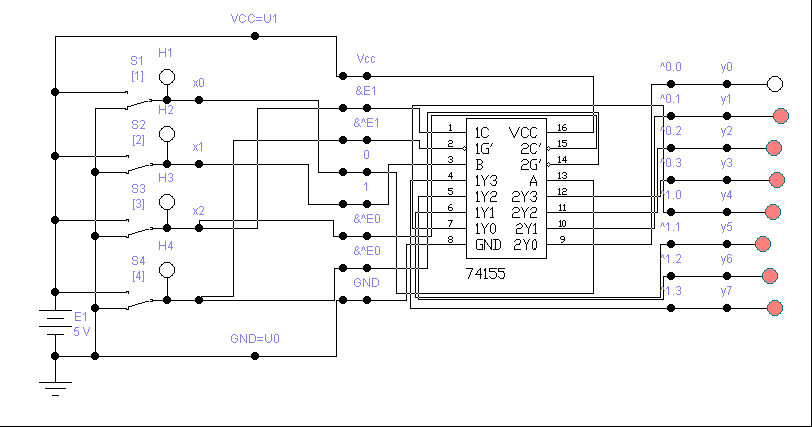 VCC=U1
S1
[1]
H1
x0
H2
S2
[2]
x1
H3
S3
[3]
x2
H4
S4
[4]
E1
5 V
GND=U0
Vcc
&E1
&^E1
0
1
&^E0
&^E0
GND
1 1C VCC 16
2 1G' 2C' 15
3 B 2G' 14
4 1Y3 A 13
5 1Y2 2Y3 12
6 1Y1 2Y2 11
7 1Y0 2Y1 10
8 GND 2Y0 9
74155
^0.0 y0
^0.1 y1
^0.2 y2
^0.3 y3
^1.0 y4
^1.1 y5
^1.2 y6
^1.3 y7